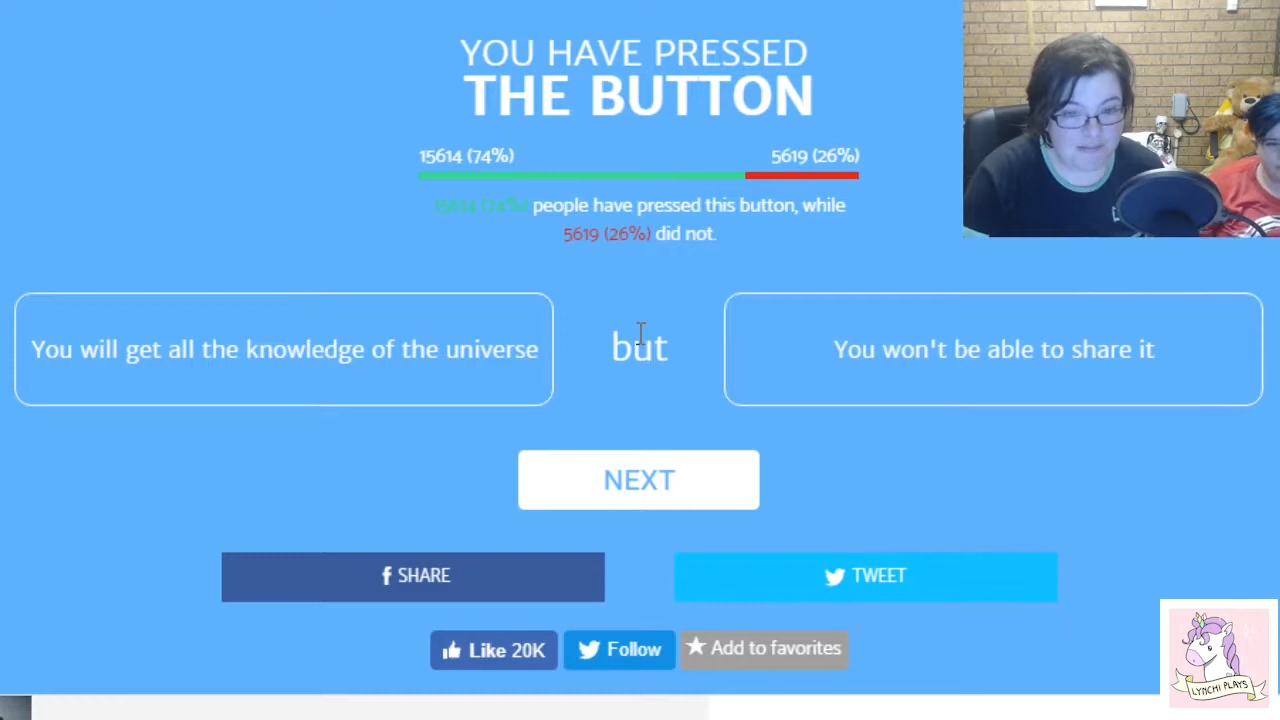 YOU HAVE PRESSED
THE BUTTON
15614 (74%)
5619 (26%)
15614 (74%) people have pressed this button, while
5619 (26%) did not.
You will get all the knowledge of the universe
but
You won't be able to share it
NEXT
SHARE
TWEET
Like 20K
Follow
Add to favorites
LYNCHI PLAYS